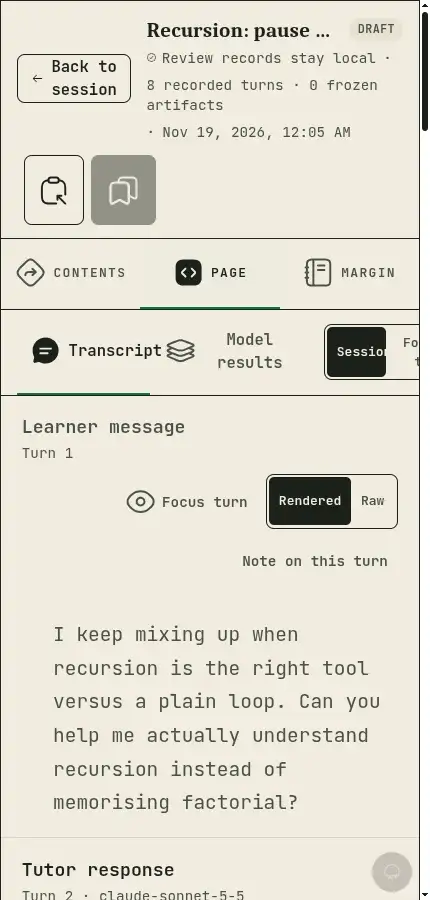 Recursion: pause ...
DRAFT
← Back to session
Review records stay local ·
8 recorded turns · 0 frozen
artifacts
· Nov 19, 2026, 12:05 AM
CONTENTS
PAGE
MARGIN
Transcript
Model
results
Session
Learner message
Turn 1
Focus turn
Rendered
Raw
Note on this turn
I keep mixing up when
recursion is the right tool
versus a plain loop. Can you
help me actually understand
recursion instead of
memorising factorial?
Tutor response
Turn 2 · claude-sonnet-5-5